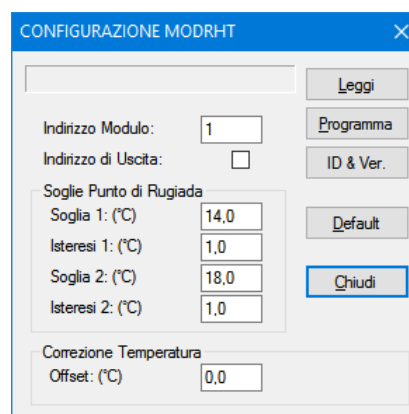 CONFIGURAZIONE MODRHT
Leggi
Indirizzo Modulo: 1
Programma
Indirizzo di Uscita:
ID & Ver.
Soglie Punto di Rugiada
Soglia 1: (°C) 14,0
Default
Isteresi 1: (°C) 1,0
Soglia 2: (°C) 18,0
Chiudi
Isteresi 2: (°C) 1,0
Correzione Temperatura
Offset: (°C) 0,0